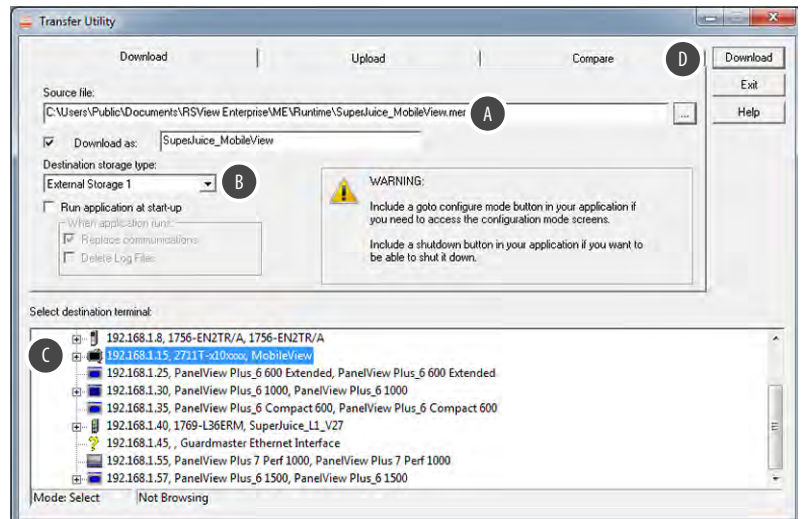 Transfer Utility
Download
Upload
Compare
D
Download
Source file:
Exit
C:\Users\Public\Documents\RSView Enterprise\ME\Runtime\SuperJuice_MobileView.mer
A
...
Help
Download as:
SuperJuice_MobileView
Destination storage type:
External Storage 1
B
WARNING:
Include a goto configure mode button in your application if
you need to access the configuration mode screens.
Include a shutdown button in your application if you want to
be able to shut it down.
Run application at start-up
When application runs:
Replace communications
Delete Log Files
Select destination terminal:
192.168.1.8, 1756-EN2TR/A, 1756-EN2TR/A
C
192.168.1.15, 2711T-x10xxxx, MobileView
192.168.1.25, PanelView Plus_6 600 Extended, PanelView Plus_6 600 Extended
192.168.1.30, PanelView Plus_6 1000, PanelView Plus_6 1000
192.168.1.35, PanelView Plus_6 Compact 600, PanelView Plus_6 Compact 600
192.168.1.40, 1769-L36ERM, SuperJuice_L1_V27
192.168.1.45, , Guardmaster Ethernet Interface
192.168.1.55, PanelView Plus 7 Perf 1000, PanelView Plus 7 Perf 1000
192.168.1.57, PanelView Plus_6 1500, PanelView Plus_6 1500
Mode: Select
Not Browsing